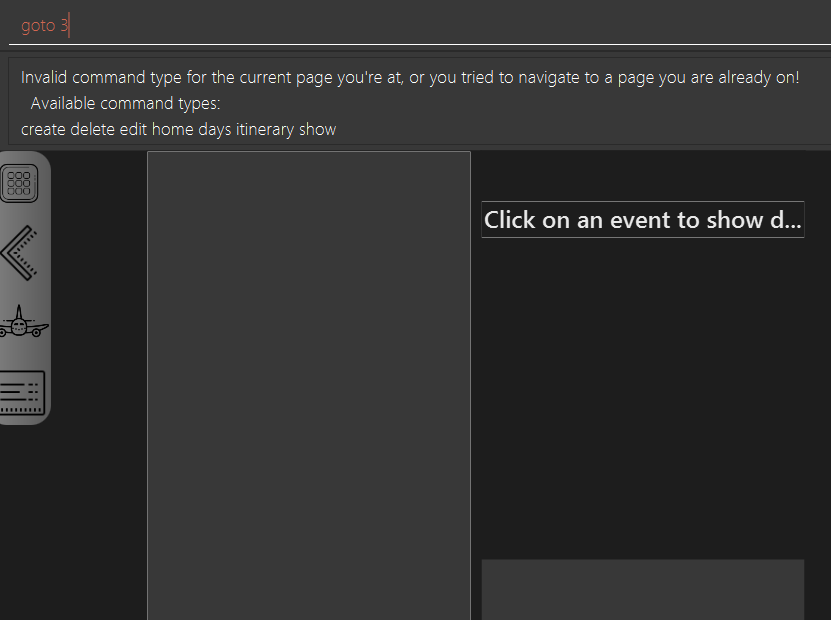 goto 3
Invalid command type for the current page you're at, or you tried to navigate to a page you are already on!
Available command types:
create delete edit home days itinerary show
Click on an event to show d...